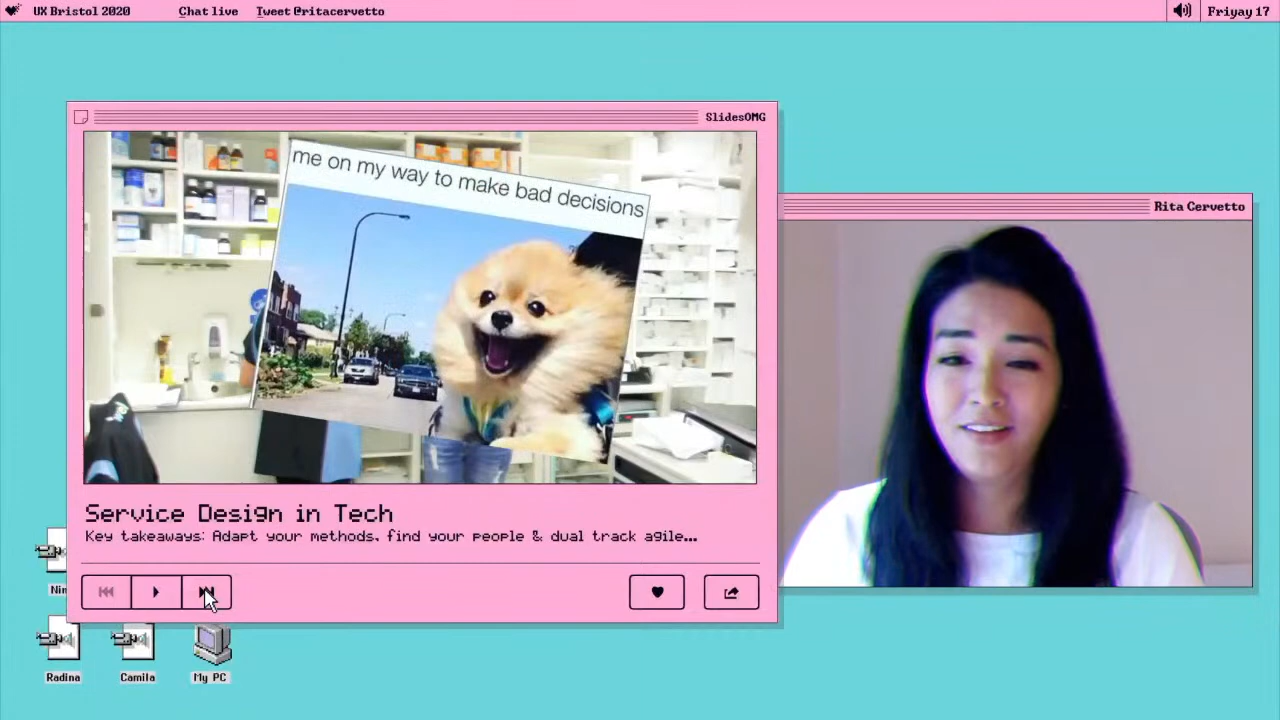 UX Bristol 2020
Chat live
Tweet @ritacervetto
Friyay 17
SlidesOMG
me on my way to make bad decisions
Rita Cervetto
Service Design in Tech
Key takeaways: Adapt your methods, find your people & dual track agile...
Radina
Camila
My PC